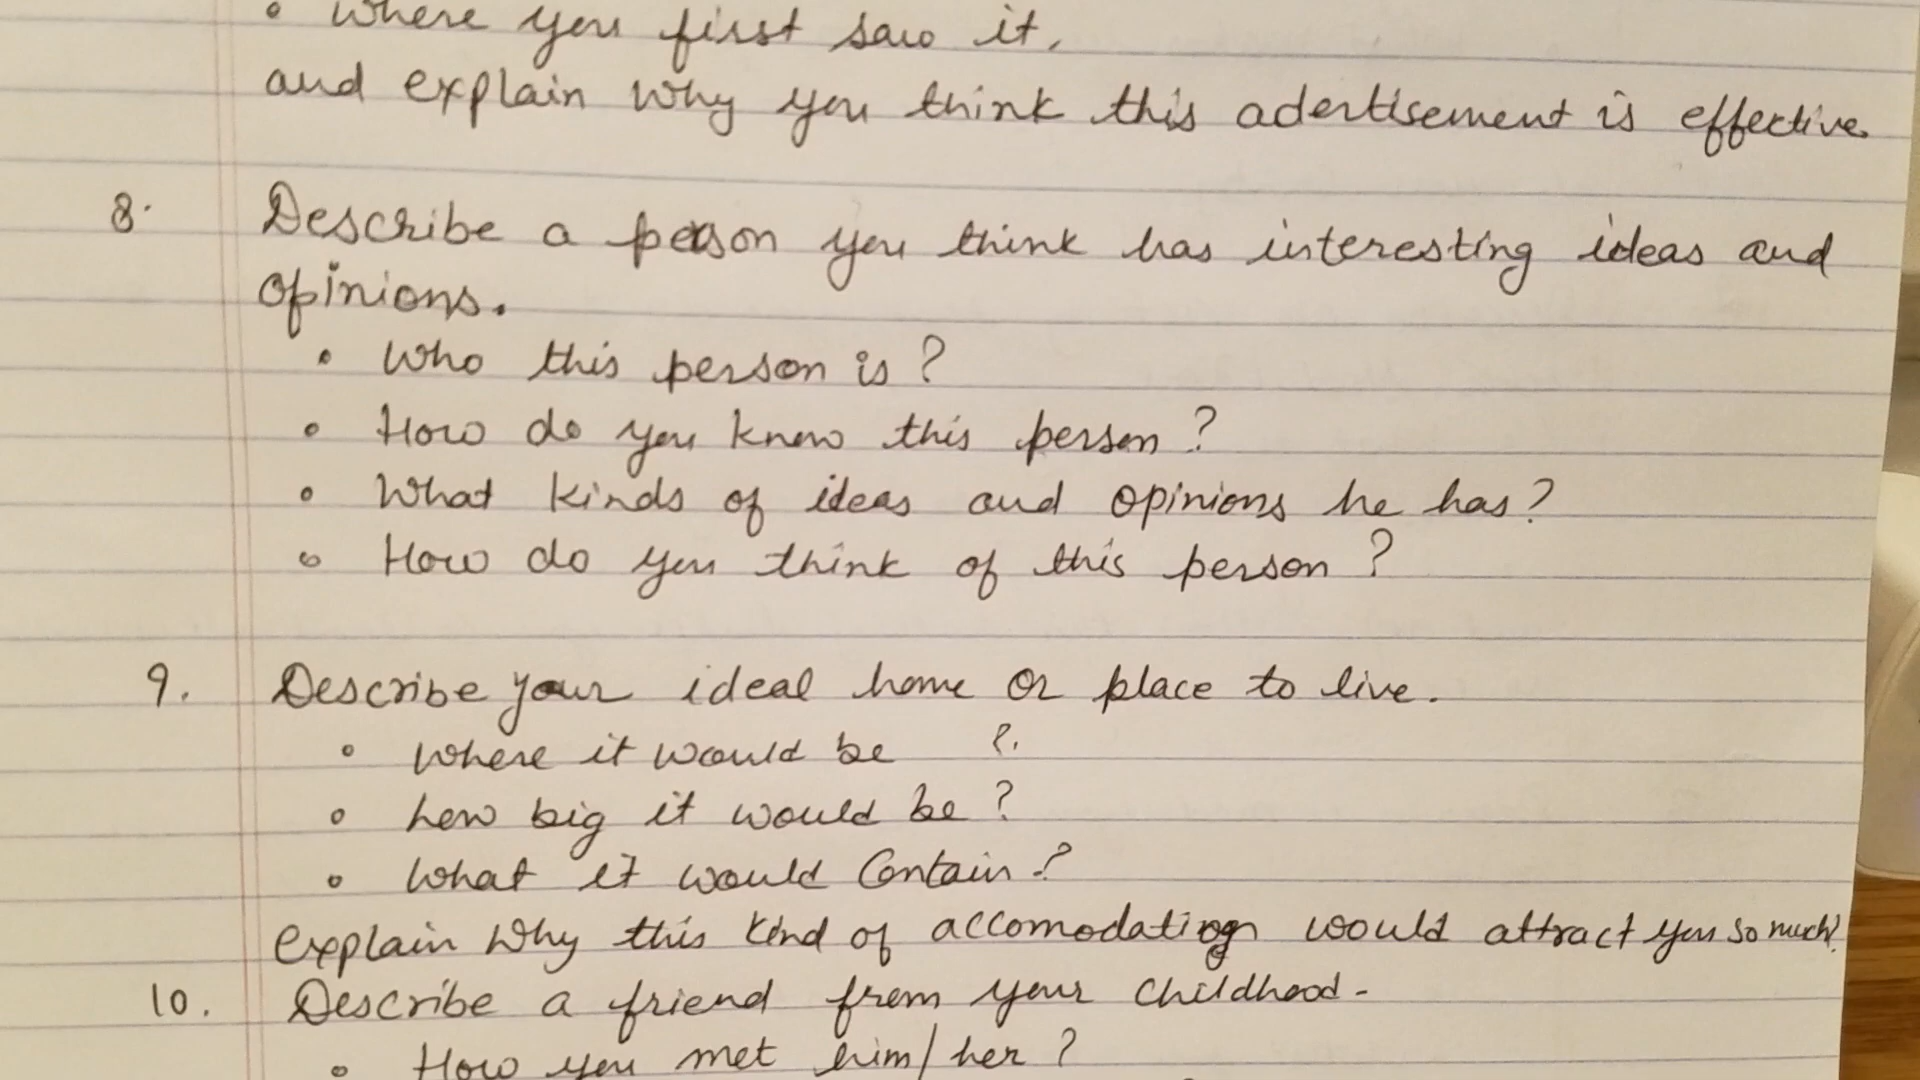 • Where you first saw it,
and explain why you think this adertisement is effective.
8. Describe a person you think has interesting ideas and
opinions.
• Who this person is?
• How do you know this person?
• What kinds of ideas and opinions he has?
• How do you think of this person?
9. Describe your ideal home or place to live.
• Where it would be ?.
• how big it would be?
• What it would Contain?
Explain Why this kind of accomodation would attract you so much?
10. Describe a friend from your childhood-
• How you met him/her?